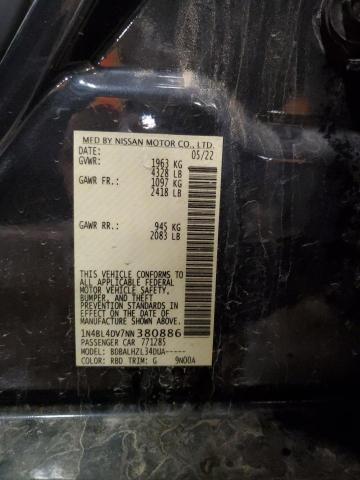 MFD BY NISSAN MOTOR CO., LTD.
DATE: 05/22
GVWR: 1963 KG
4328 LB
GAWR FR.: 1097 KG
2418 LB
GAWR RR.: 945 KG
2083 LB
THIS VEHICLE CONFORMS TO
ALL APPLICABLE FEDERAL
MOTOR VEHICLE SAFETY,
BUMPER, AND THEFT
PREVENTION STANDARDS IN
EFFECT ON THE DATE OF
MANUFACTURE SHOWN ABOVE.
1N4BL4DV7NN380886
PASSENGER CAR 771285
MODEL: BDBALHZL34DUA-----
COLOR: RBD TRIM: G 9N00A